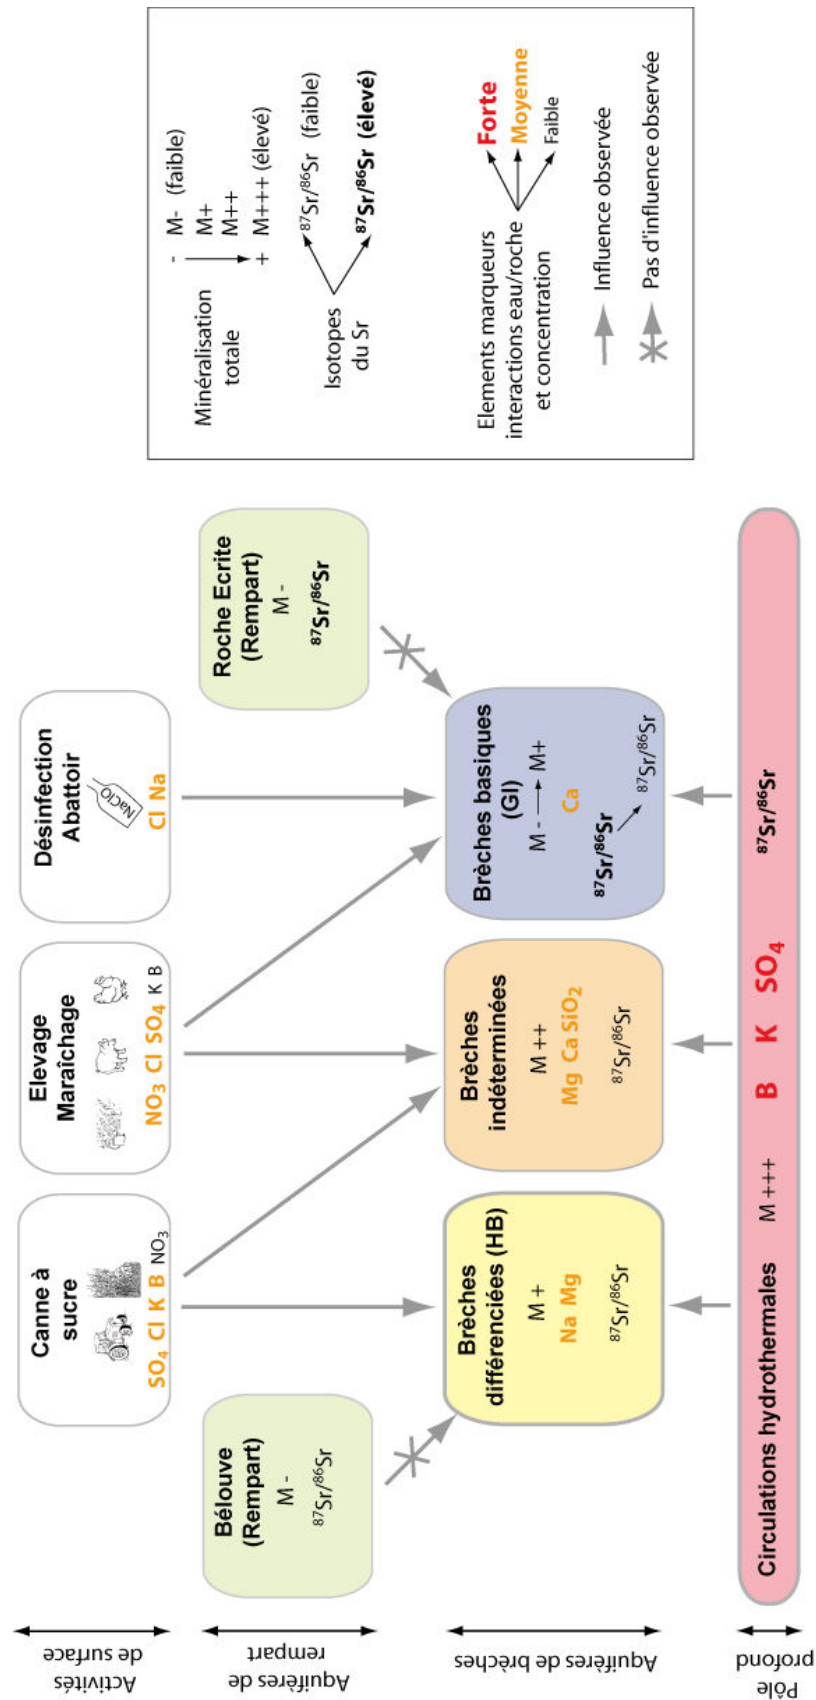 Activités
de surface
Canne à
sucre
SO4 Cl K B NO3
Elevage
Maraîchage
NO3 Cl SO4 K B
Désinfection
Abattoir
NaClO
Cl Na
Aquifères de
rempart
Bélouve
(Rempart)
M -
87Sr/86Sr
Roche Ecrite
(Rempart)
M -
87Sr/86Sr
Aquifères de brèches
Brèches
différenciées (HB)
M +
Na Mg
87Sr/86Sr
Brèches
indéterminées
M ++
Mg Ca SiO2
87Sr/86Sr
Brèches basiques
(GI)
M - M+
Ca
87Sr/86Sr
87Sr/86Sr
Pôle
profond
Circulations hydrothermales M +++ B K SO4 87Sr/86Sr
Minéralisation
totale
- M- (faible)
M+
M++
+ M+++ (élevé)
Isotopes
du Sr
87Sr/86Sr (faible)
87Sr/86Sr (élevé)
Elements marqueurs
interactions eau/roche
et concentration
Forte
Moyenne
Faible
Influence observée
Pas d'influence observée